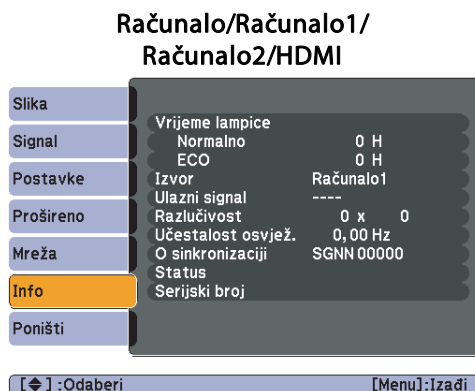 Računalo/Računalo1/
Računalo2/HDMI
Slika
Signal
Postavke
Prošireno
Mreža
Info
Poništi
Vrijeme lampice
Normalno 0 H
ECO 0 H
Izvor Računalo1
Ulazni signal ----
Razlučivost 0 x 0
Učestalost osvjež. 0,00 Hz
O sinkronizaciji SGNN 00000
Status
Serijski broj
[◆] :Odaberi [Menu]:Izađi